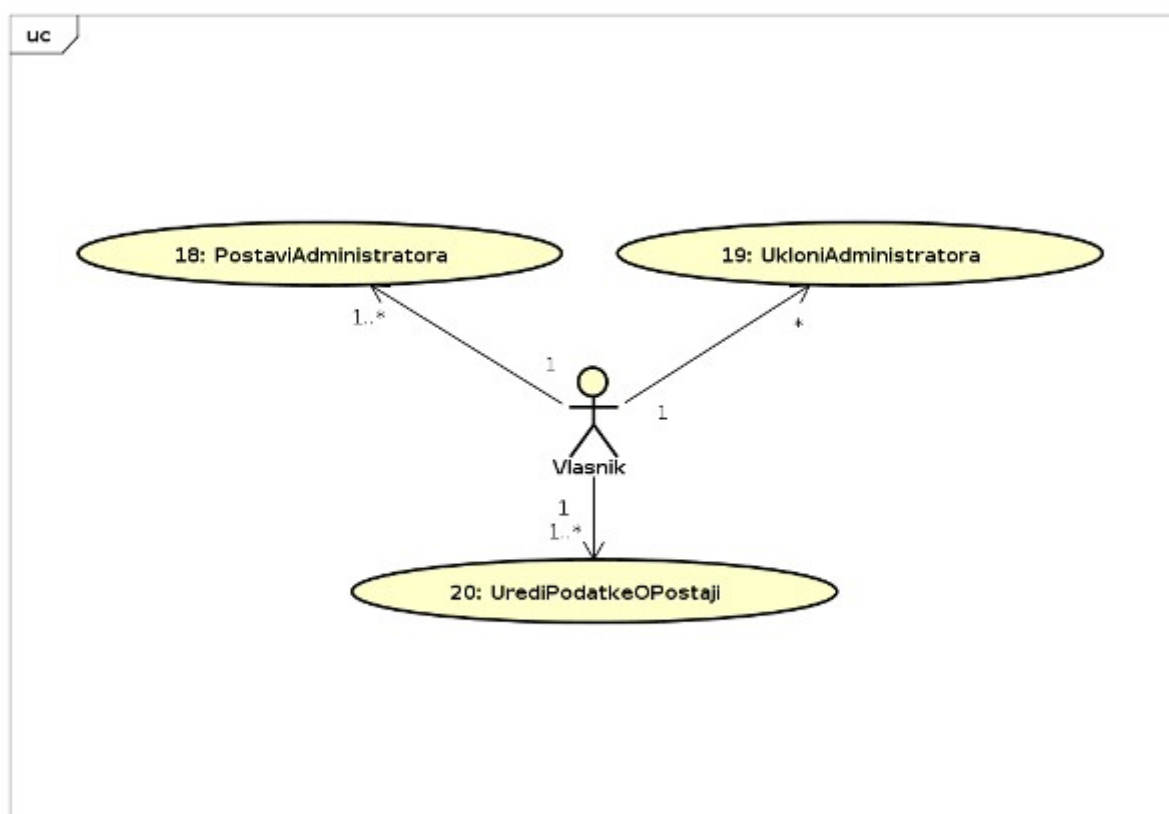 uc
18: PostaviAdministratora
19: UkloniAdministratora
1..*
*
1
1
Vlasnik
1
1..*
20: UrediPodatkeOPostaji